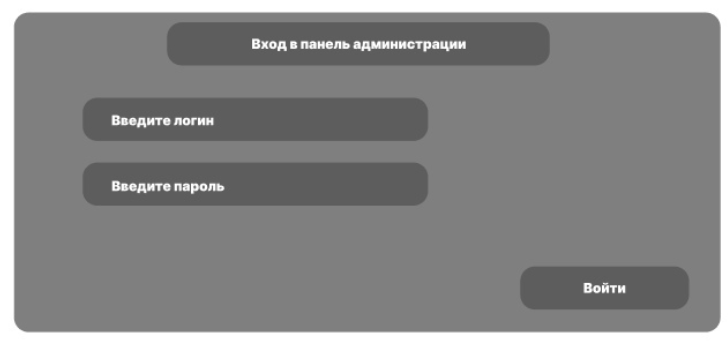 Вход в панель администрации
Введите логин
Введите пароль
Войти